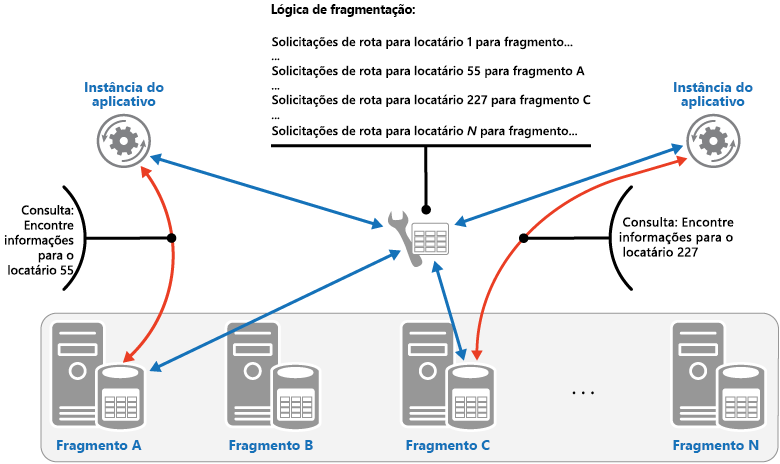 Lógica de fragmentação:
Solicitações de rota para locatário 1 para fragmento...
...
Solicitações de rota para locatário 55 para fragmento A
...
Solicitações de rota para locatário 227 para fragmento C
...
Solicitações de rota para locatário N para fragmento...
Instância do
aplicativo
Instância do
aplicativo
Consulta:
Encontre
informações
para o
locatário 55
Consulta: Encontre
informações para o
locatário 227
...
Fragmento A
Fragmento B
Fragmento C
Fragmento N